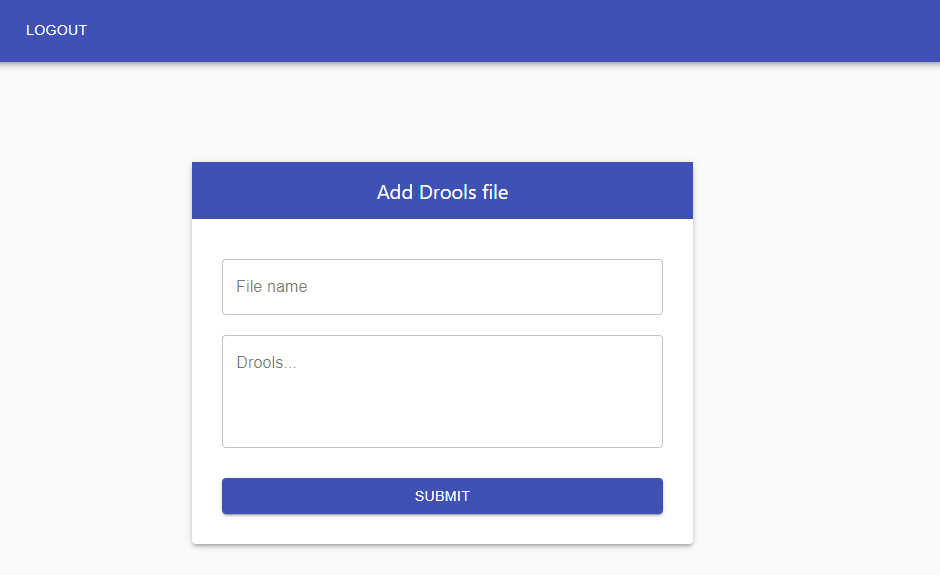 LOGOUT
Add Drools file
File name
Drools...
SUBMIT